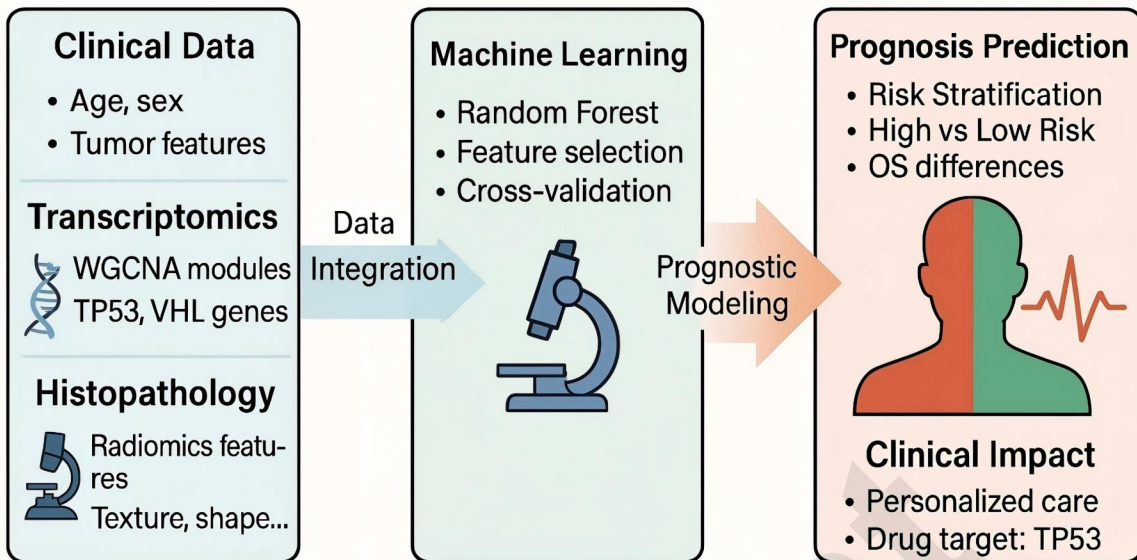 Clinical Data
• Age, sex
• Tumor features
Transcriptomics
WGCNA modules
TP53, VHL genes
Histopathology
Radiomics featu-
res
Texture, shape...
Data
Integration
Machine Learning
• Random Forest
• Feature selection
• Cross-validation
Prognostic
Modeling
Prognosis Prediction
• Risk Stratification
• High vs Low Risk
• OS differences
Clinical Impact
• Personalized care
• Drug target: TP53